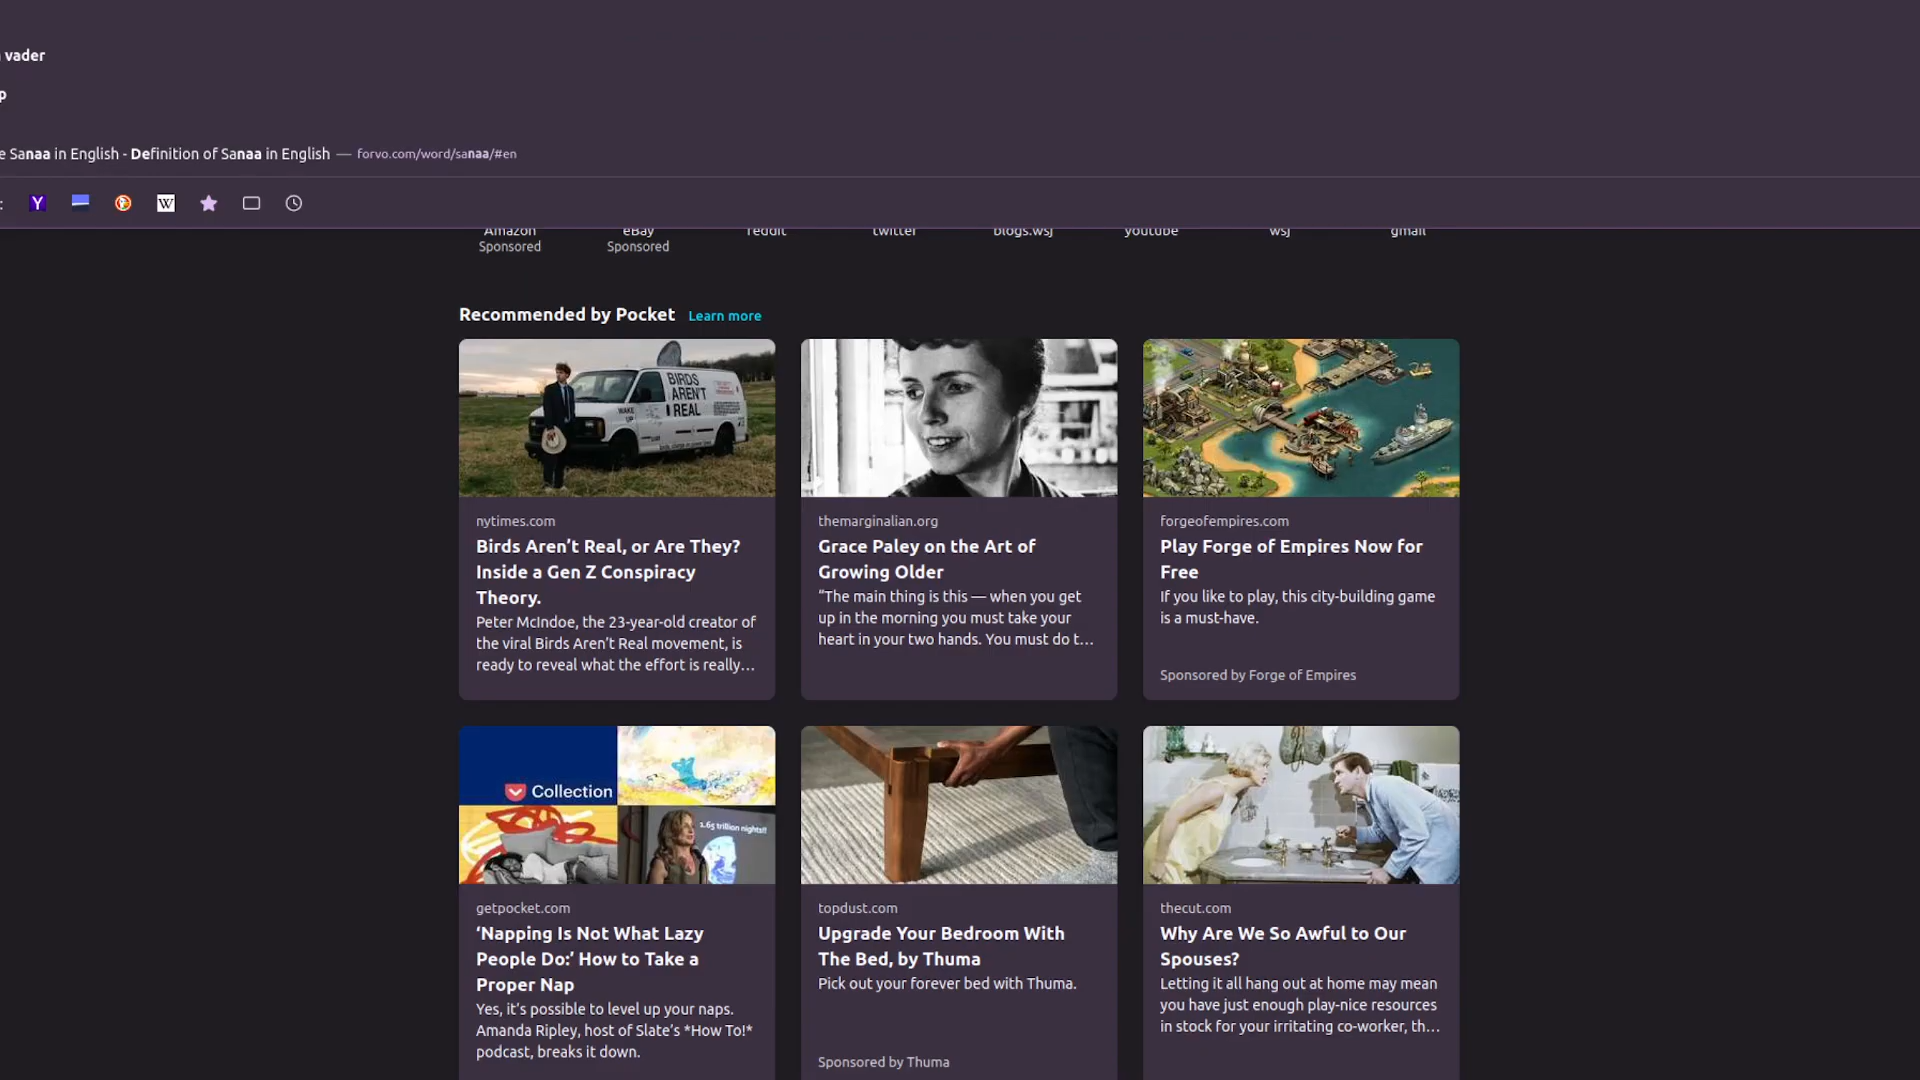 vader
p
e Sanaa in English - Definition of Sanaa in English — forvo.com/word/sanaa/#en
: Y W
Amazon eBay reddit twitter blogs.wsj youtube wsj gmail
Sponsored Sponsored
Recommended by Pocket Learn more
BIRDS
AREN'T
REAL
WAKE
UP
nytimes.com
Birds Aren’t Real, or Are They?
Inside a Gen Z Conspiracy
Theory.
Peter McIndoe, the 23-year-old creator of
the viral Birds Aren’t Real movement, is
ready to reveal what the effort is really…
themarginalian.org
Grace Paley on the Art of
Growing Older
“The main thing is this — when you get
up in the morning you must take your
heart in your two hands. You must do t…
forgeofempires.com
Play Forge of Empires Now for
Free
If you like to play, this city-building game
is a must-have.
Sponsored by Forge of Empires
Collection
1.65 trillion nights!!
getpocket.com
‘Napping Is Not What Lazy
People Do:’ How to Take a
Proper Nap
Yes, it’s possible to level up your naps.
Amanda Ripley, host of Slate’s *How To!*
podcast, breaks it down.
topdust.com
Upgrade Your Bedroom With
The Bed, by Thuma
Pick out your forever bed with Thuma.
Sponsored by Thuma
thecut.com
Why Are We So Awful to Our
Spouses?
Letting it all hang out at home may mean
you have just enough play-nice resources
in stock for your irritating co-worker, th…